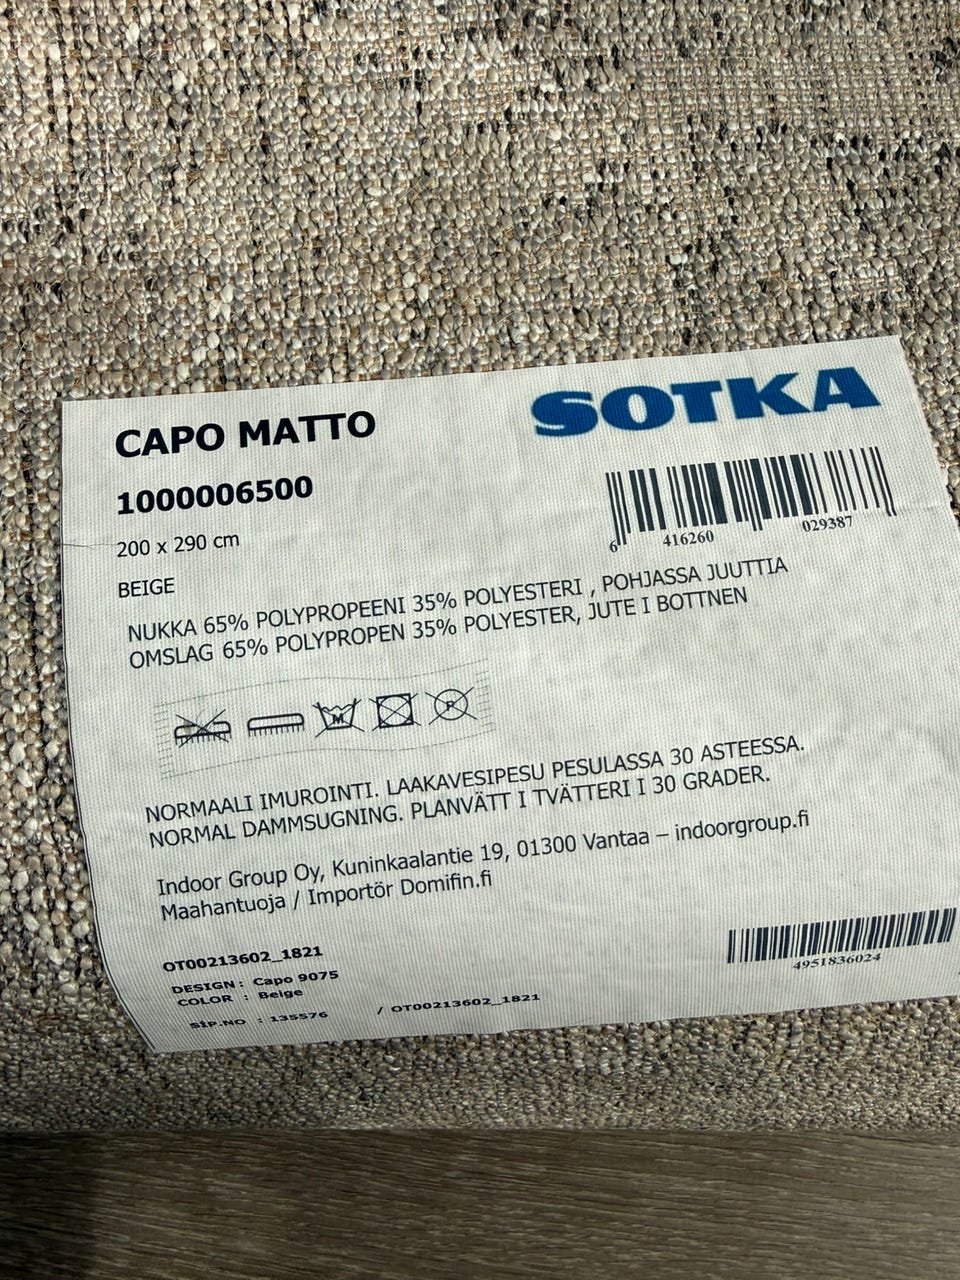 SOTKA
CAPO MATTO
1000006500
6 416260 029387
200 x 290 cm
BEIGE
NUKKA 65% POLYPROPEENI 35% POLYESTERI , POHJASSA JUUTTIA
OMSLAG 65% POLYPROPEN 35% POLYESTER, JUTE I BOTTNEN
M P
NORMAALI IMUROINTI. LAAKAVESIPESU PESULASSA 30 ASTEESSA.
NORMAL DAMMSUGNING. PLANVÄTT I TVÄTTERI I 30 GRADER.
Indoor Group Oy, Kuninkaalantie 19, 01300 Vantaa – indoorgroup.fi
Maahantuoja / Importör Domifin.fi
4951836024
OT00213602_1821
DESIGN : Capo 9075
COLOR : Beige
SİP.NO : 135576 / OT00213602_1821